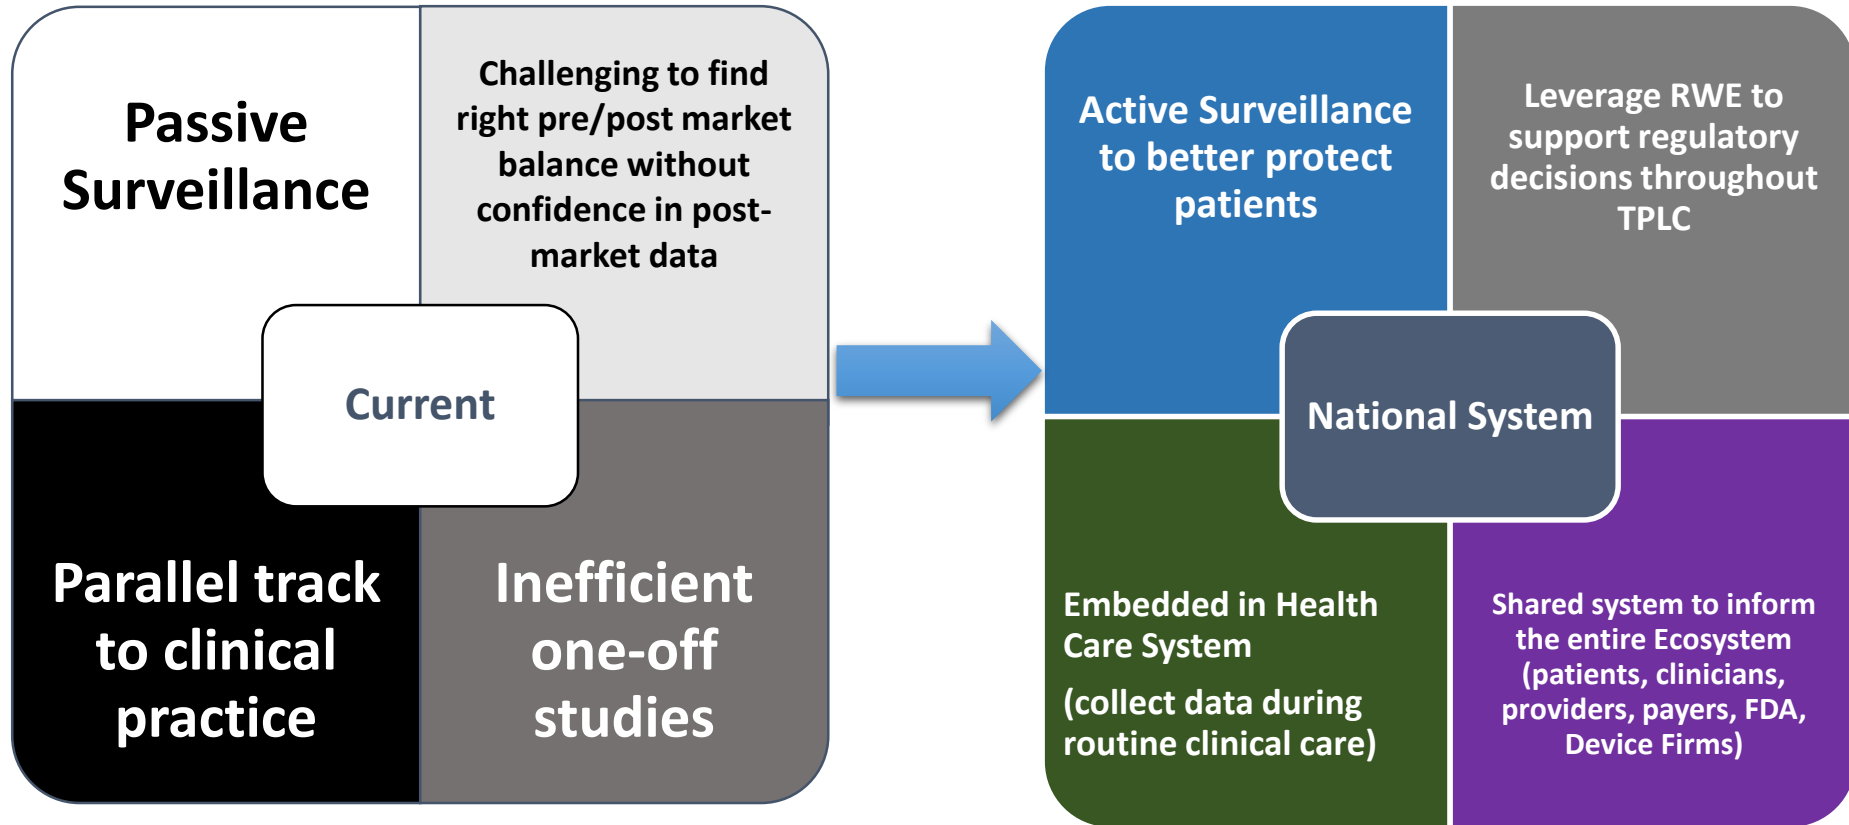 Passive
Surveillance
Challenging to find
right pre/post market
balance without
confidence in post-
market data
Current
Parallel track
to clinical
practice
Inefficient
one-off
studies
Active Surveillance
to better protect
patients
Leverage RWE to
support regulatory
decisions throughout
TPLC
National System
Embedded in Health
Care System
(collect data during
routine clinical care)
Shared system to inform
the entire Ecosystem
(patients, clinicians,
providers, payers, FDA,
Device Firms)